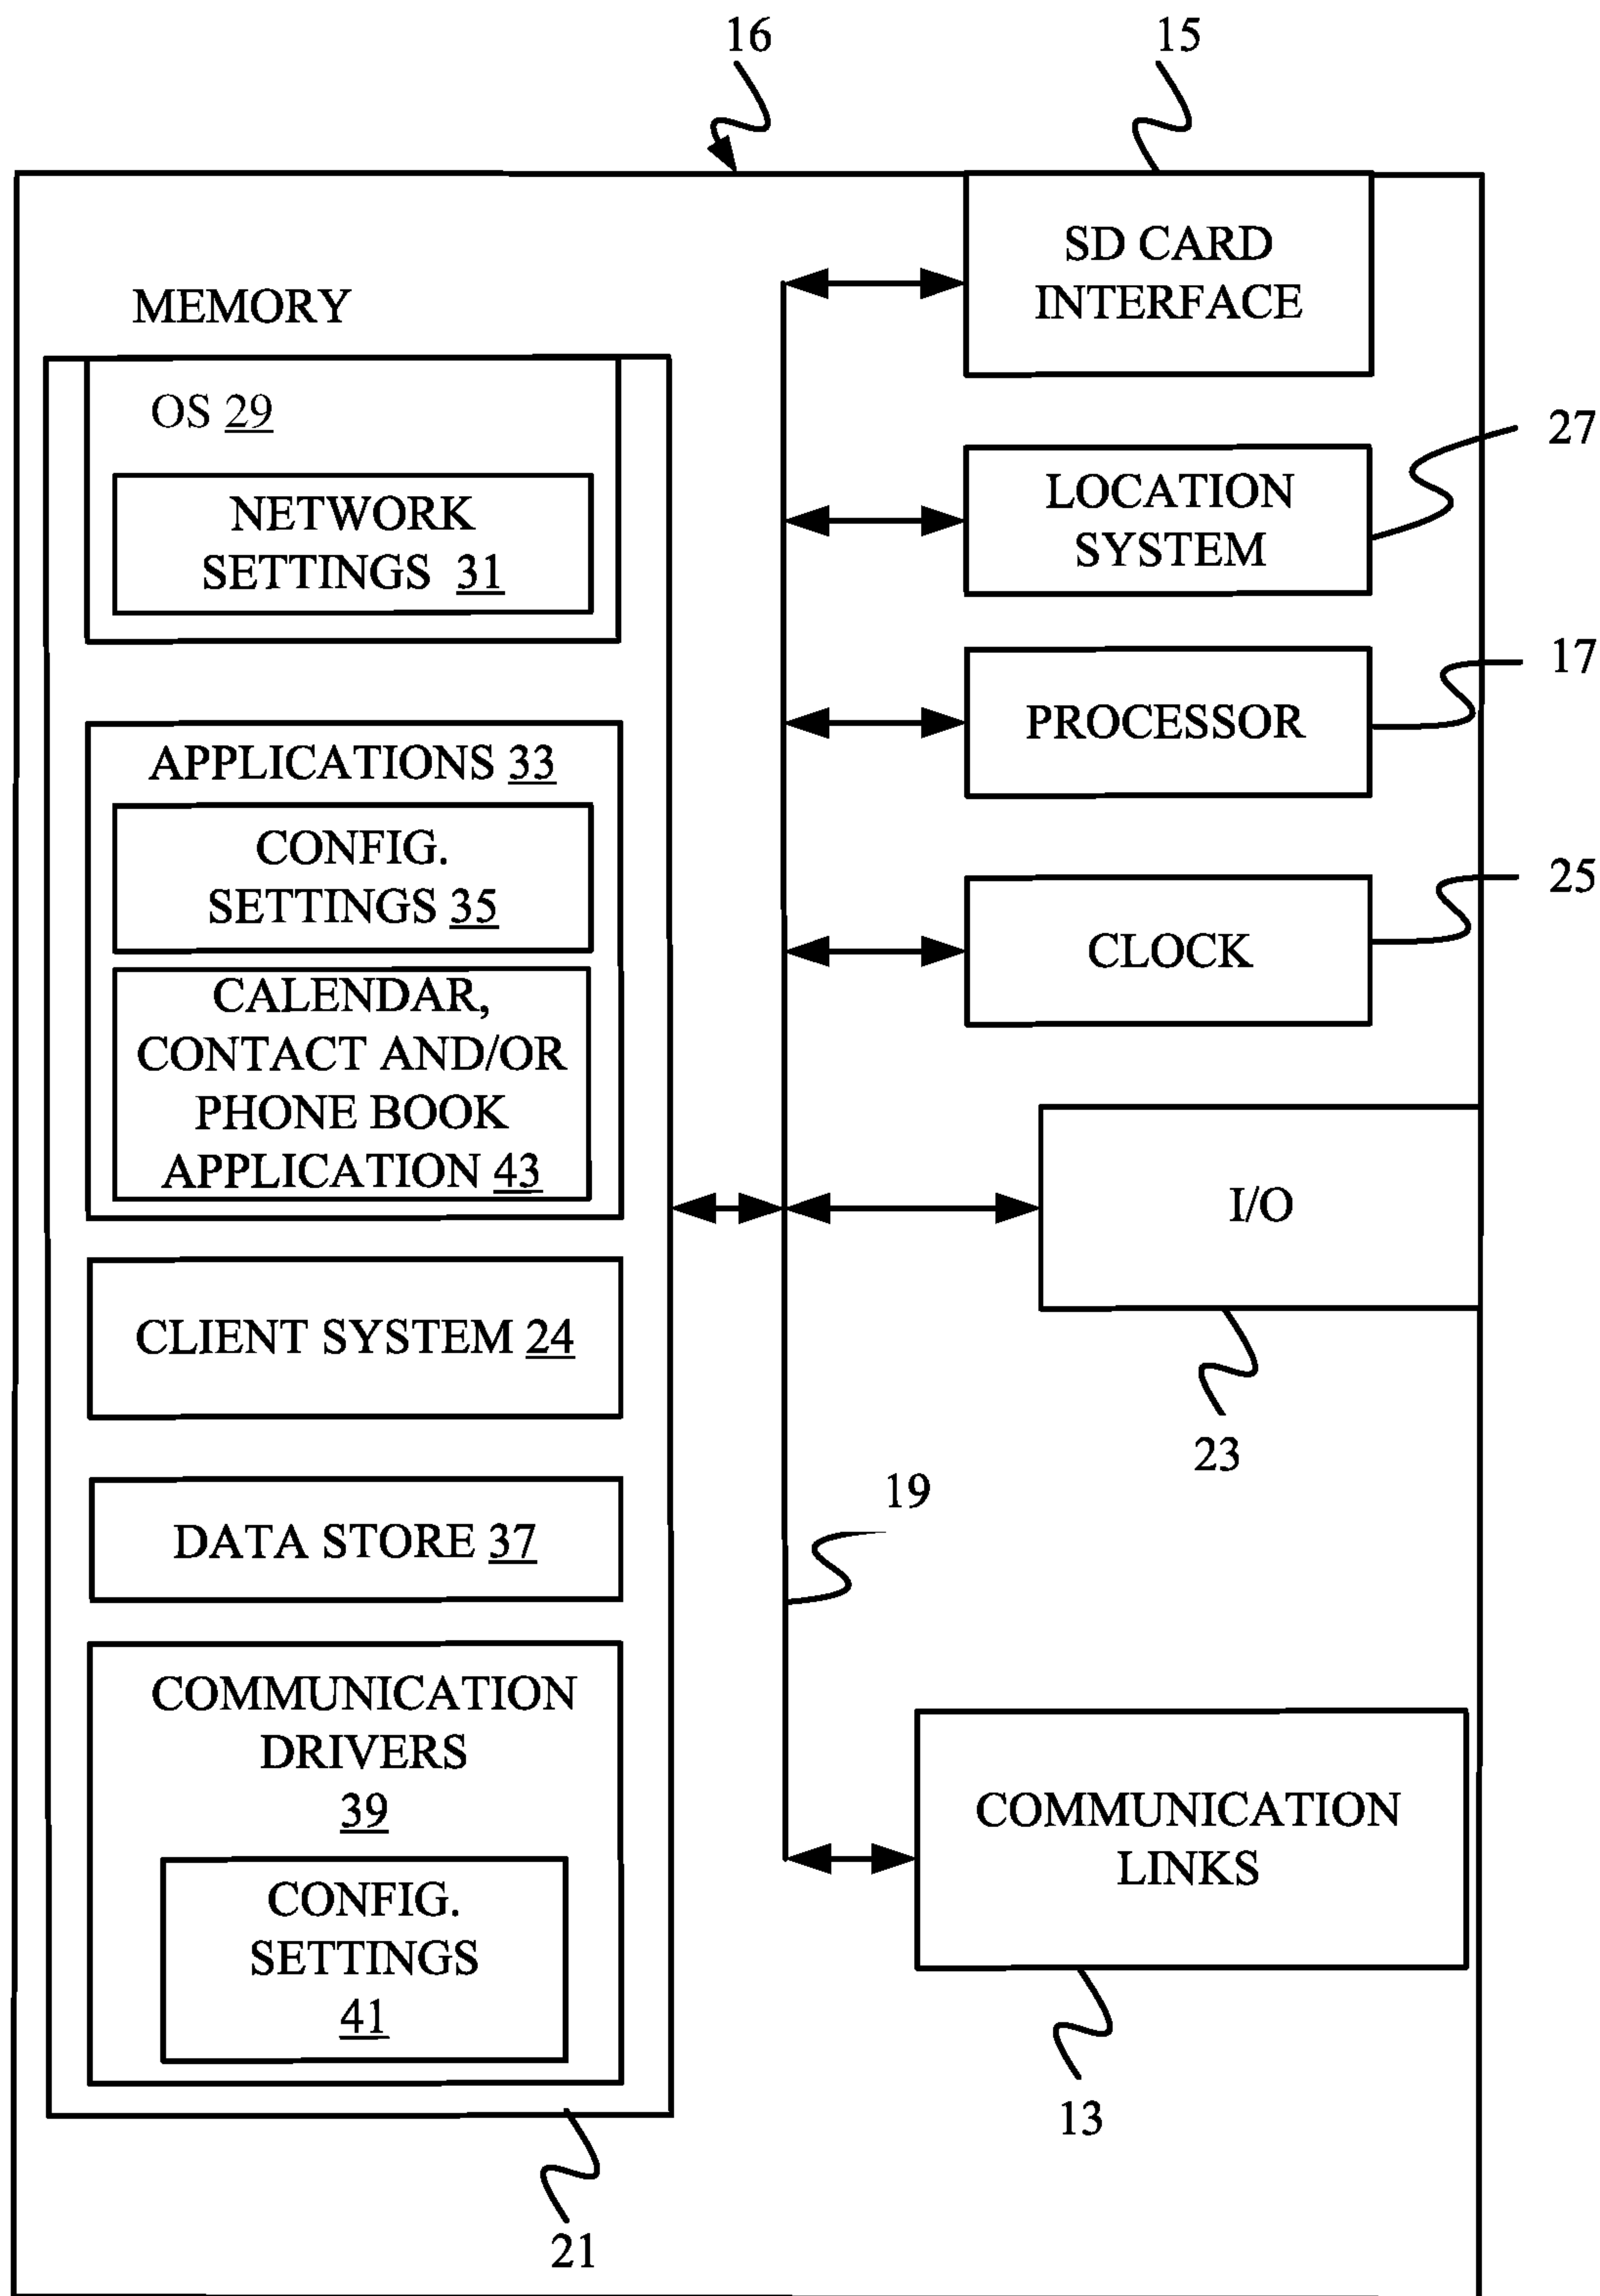 16
15
SD CARD
INTERFACE
MEMORY
OS 29
NETWORK
SETTINGS 31
27
LOCATION
SYSTEM
17
PROCESSOR
APPLICATIONS 33
CONFIG.
SETTINGS 35
25
CLOCK
CALENDAR,
CONTACT AND/OR
PHONE BOOK
APPLICATION 43
I/O
23
CLIENT SYSTEM 24
19
DATA STORE 37
COMMUNICATION
DRIVERS
39
CONFIG.
SETTINGS
41
COMMUNICATION
LINKS
13
21